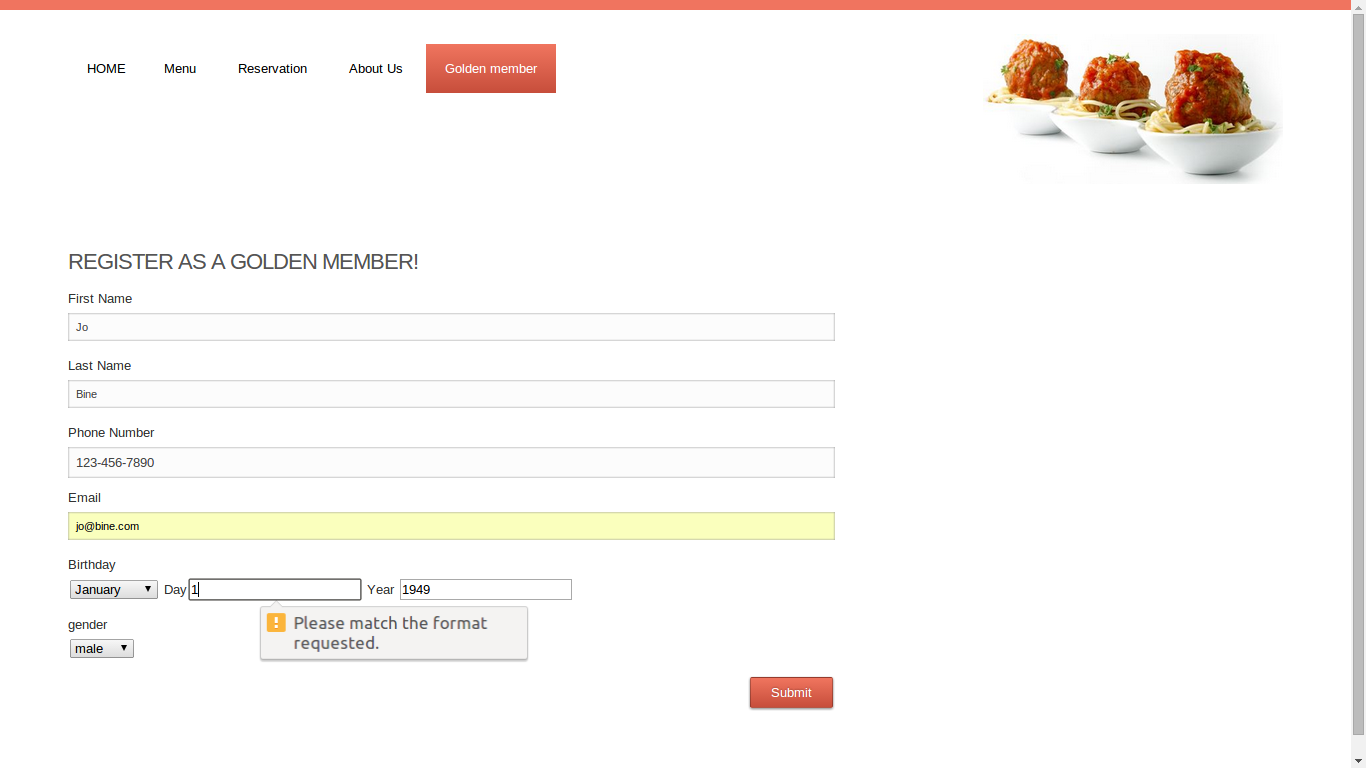 HOME Menu Reservation About Us Golden member
REGISTER AS A GOLDEN MEMBER!
First Name
Jo
Last Name
Bine
Phone Number
123-456-7890
Email
jo@bine.com
Birthday
January Day 1 Year 1949
Please match the format
requested.
gender
male
Submit